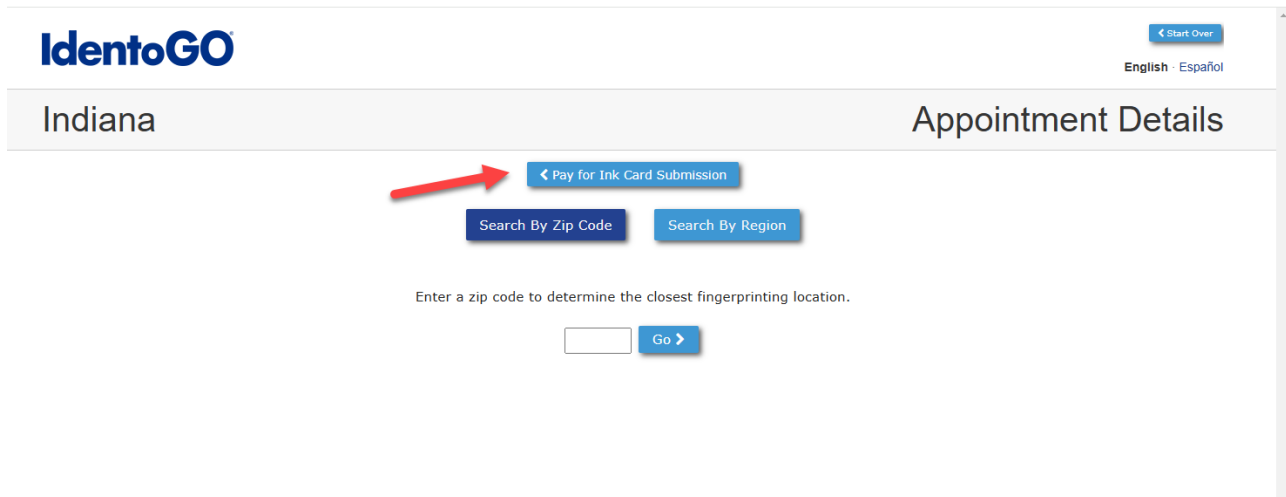 IdentoGO®
Start Over
English · Español
Indiana
Appointment Details
Pay for Ink Card Submission
Search By Zip Code
Search By Region
Enter a zip code to determine the closest fingerprinting location.
Go